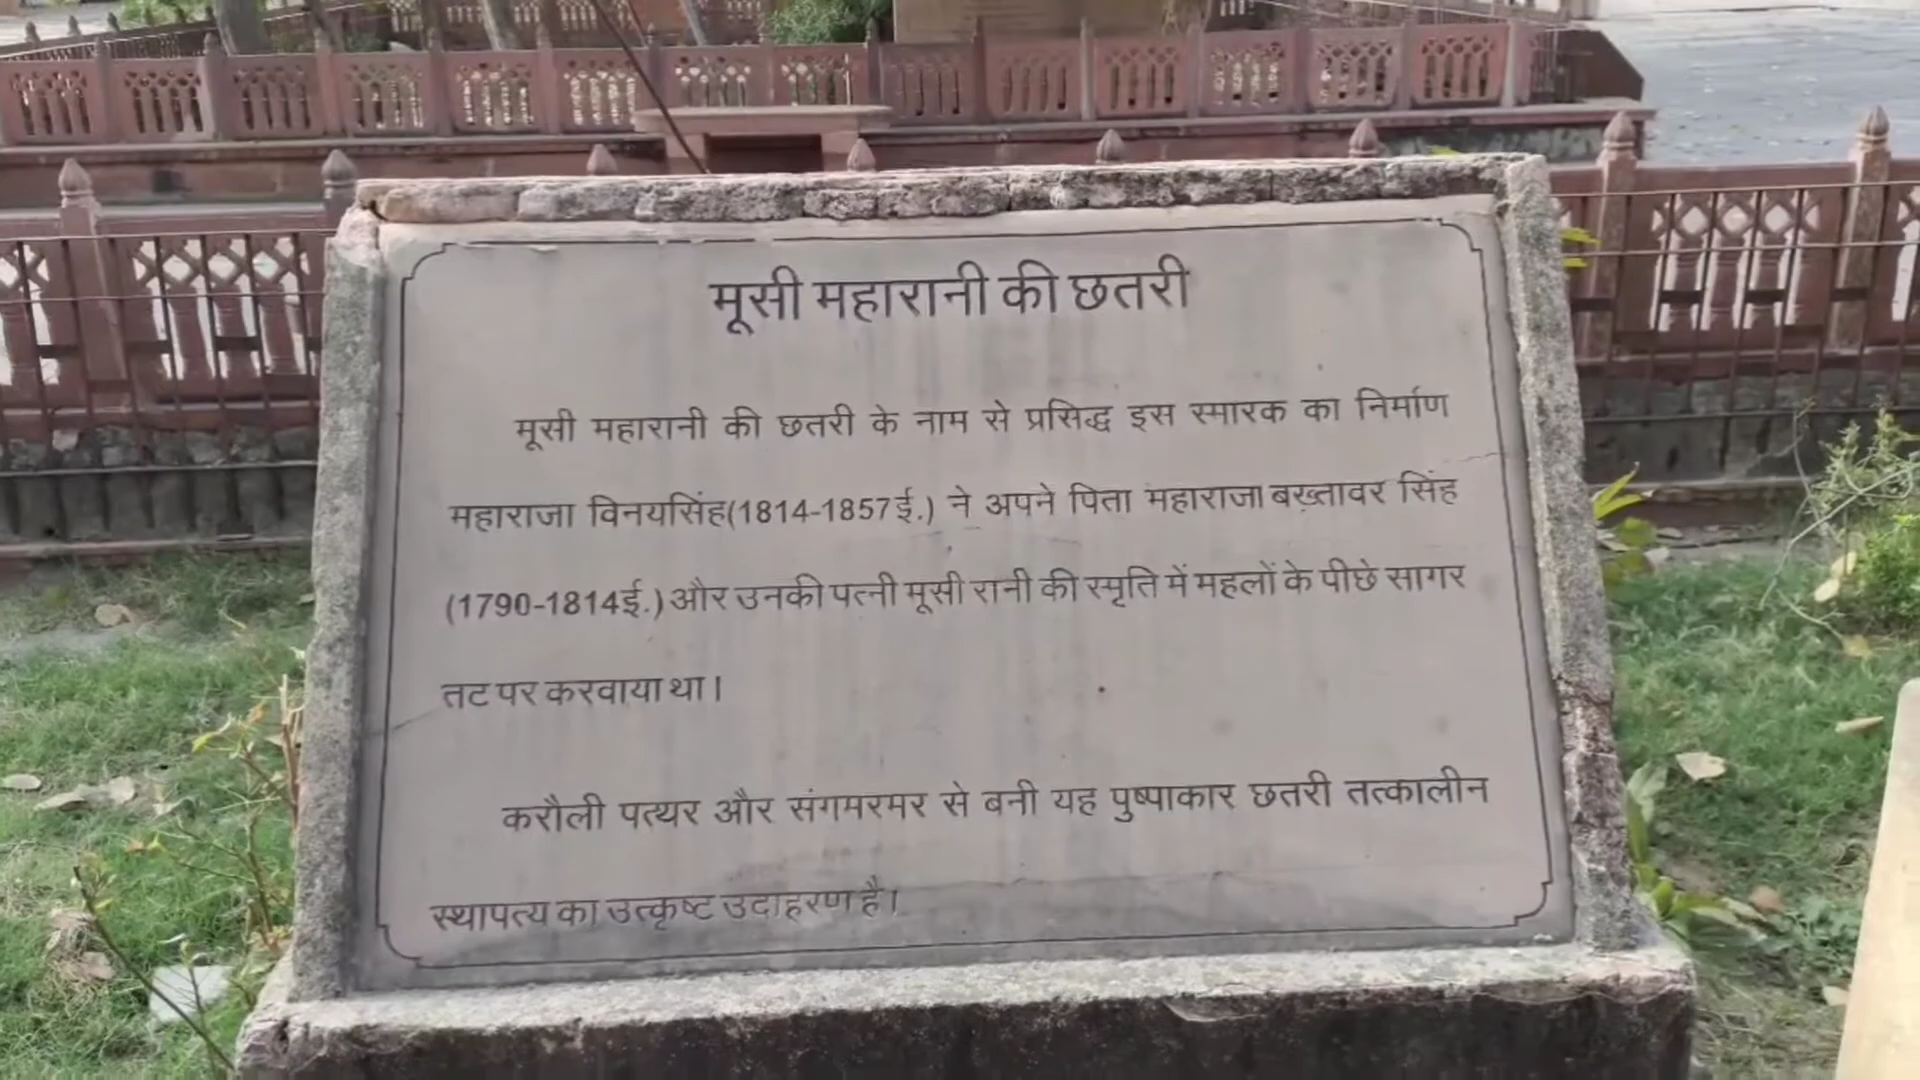 मूसी महारानी की छतरी
मूसी महारानी की छतरी के नाम से प्रसिद्ध इस स्मारक का निर्माण
महाराजा विनयसिंह(1814-1857ई.) ने अपने पिता महाराजा बख़्तावर सिंह
(1790-1814ई.) और उनकी पत्नी मूसी रानी की स्मृति में महलों के पीछे सागर
तट पर करवाया था।
करौली पत्थर और संगमरमर से बनी यह पुष्पाकार छतरी तत्कालीन
स्थापत्य का उत्कृष्ट उदाहरण है।